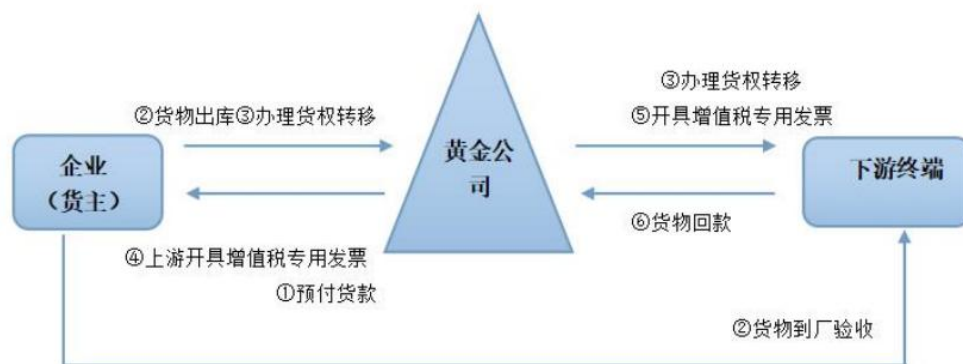 ③办理货权转移
②货物出库③办理货权转移
⑤开具增值税专用发票
企业
（货主）
黄金公
司
下游终端
⑥货物回款
④上游开具增值税专用发票
①预付货款
②货物到厂验收